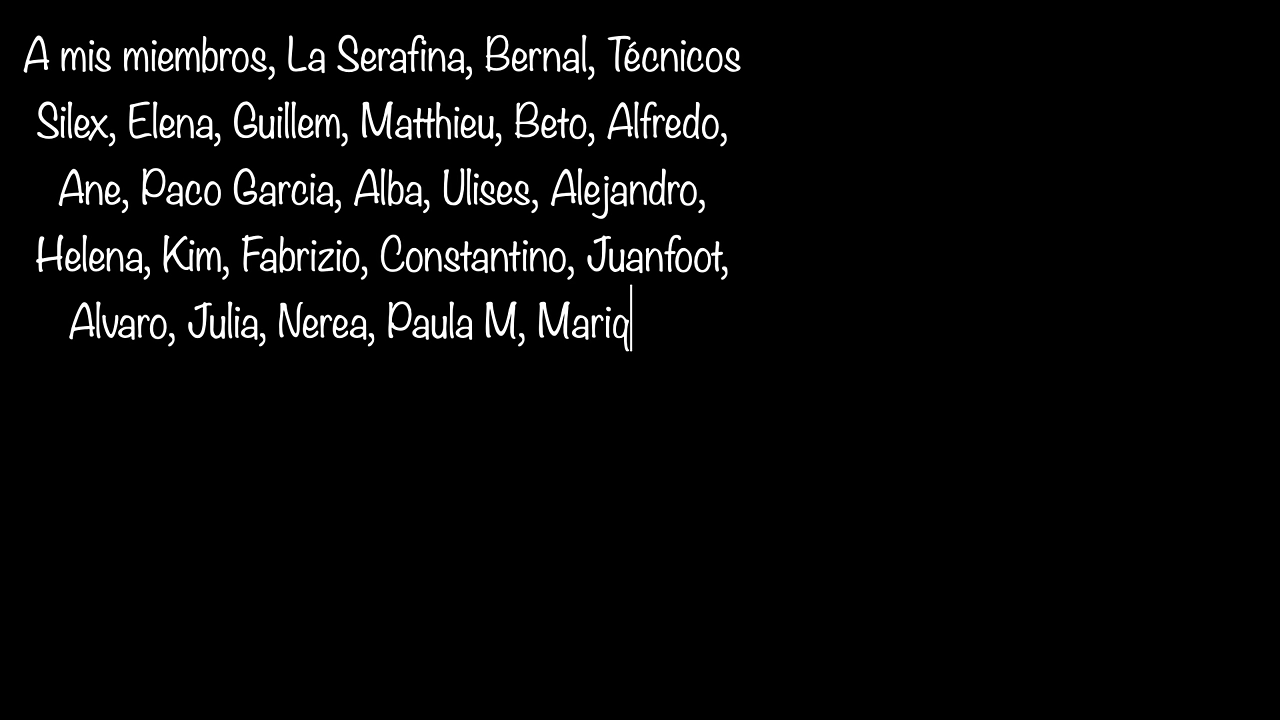 A mis miembros, La Serafina, Bernal, Técnicos
Silex, Elena, Guillem, Matthieu, Beto, Alfredo,
Ane, Paco Garcia, Alba, Ulises, Alejandro,
Helena, Kim, Fabrizio, Constantino, Juanfoot,
Alvaro, Julia, Nerea, Paula M, Mariq